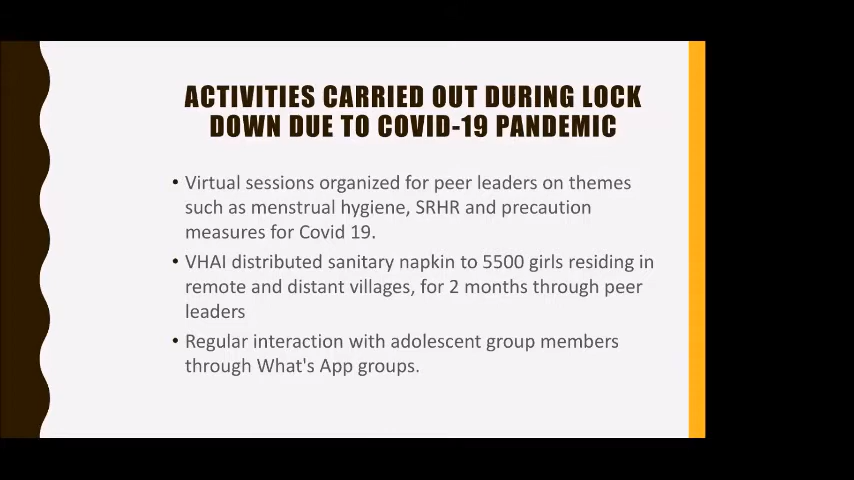 ACTIVITIES CARRIED OUT DURING LOCK
DOWN DUE TO COVID-19 PANDEMIC
• Virtual sessions organized for peer leaders on themes
such as menstrual hygiene, SRHR and precaution
measures for Covid 19.
• VHAI distributed sanitary napkin to 5500 girls residing in
remote and distant villages, for 2 months through peer
leaders
• Regular interaction with adolescent group members
through What's App groups.